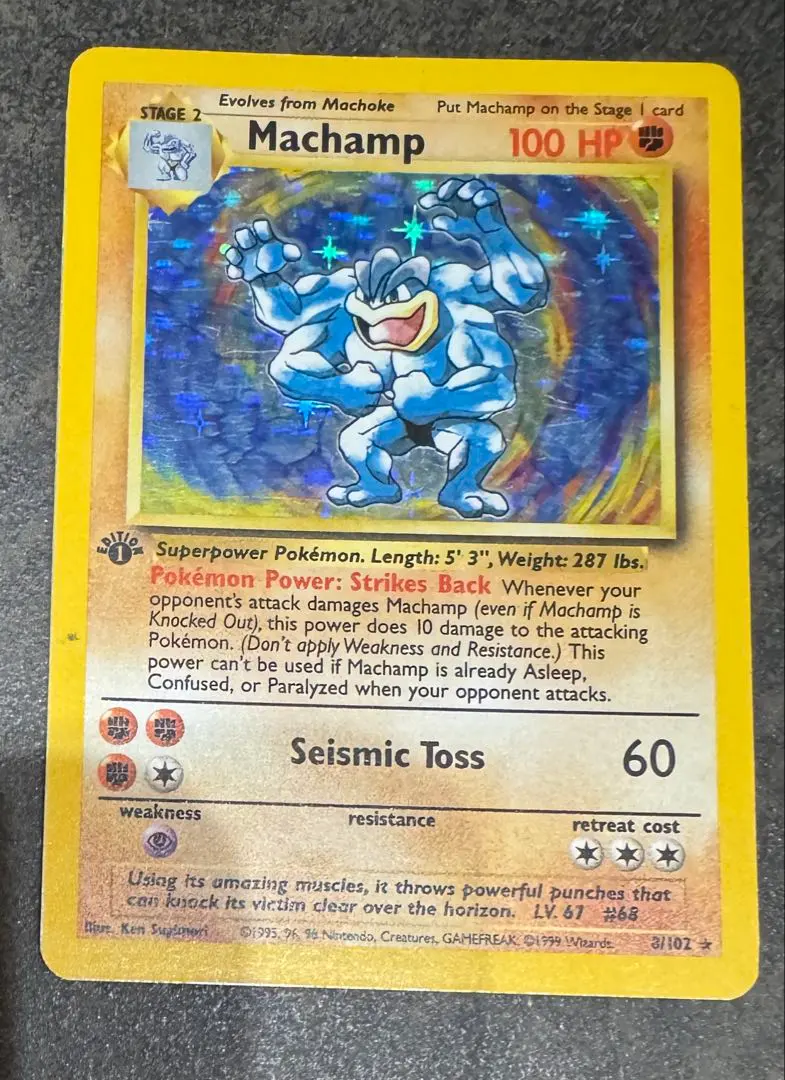 Evolves from Machoke
Put Machamp on the Stage 1 card
STAGE 2
Machamp
100 HP
EDITION
1
Superpower Pokémon. Length: 5' 3", Weight: 287 lbs.
Pokémon Power: Strikes Back Whenever your
opponent's attack damages Machamp (even if Machamp is
Knocked Out), this power does 10 damage to the attacking
Pokémon. (Don't apply Weakness and Resistance.) This
power can't be used if Machamp is already Asleep,
Confused, or Paralyzed when your opponent attacks.
Seismic Toss
60
weakness
resistance
retreat cost
Using its amazing muscles, it throws powerful punches that
can knock its victim clear over the horizon. LV. 67 #68
Illus. Ken Sugimori
©1995, 96, 98 Nintendo, Creatures, GAMEFREAK. ©1999 Wizards.
8/102